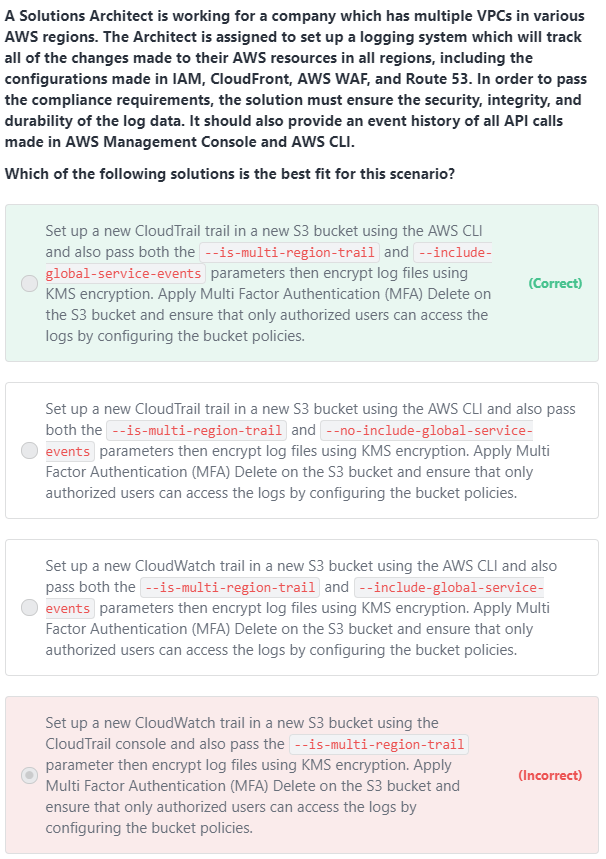 A Solutions Architect is working for a company which has multiple VPCs in various
AWS regions. The Architect is assigned to set up a logging system which will track
all of the changes made to their AWS resources in all regions, including the
configurations made in IAM, CloudFront, AWS WAF, and Route 53. In order to pass
the compliance requirements, the solution must ensure the security, integrity, and
durability of the log data. It should also provide an event history of all API calls
made in AWS Management Console and AWS CLI.
Which of the following solutions is the best fit for this scenario?
Set up a new CloudTrail trail in a new S3 bucket using the AWS CLI
and also pass both the --is-multi-region-trail and --include-
global-service-events parameters then encrypt log files using
KMS encryption. Apply Multi Factor Authentication (MFA) Delete on
the S3 bucket and ensure that only authorized users can access the
logs by configuring the bucket policies.
(Correct)
Set up a new CloudTrail trail in a new S3 bucket using the AWS CLI and also pass
both the --is-multi-region-trail and --no-include-global-service-
events parameters then encrypt log files using KMS encryption. Apply Multi
Factor Authentication (MFA) Delete on the S3 bucket and ensure that only
authorized users can access the logs by configuring the bucket policies.
Set up a new CloudWatch trail in a new S3 bucket using the AWS CLI and also
pass both the --is-multi-region-trail and --include-global-service-
events parameters then encrypt log files using KMS encryption. Apply Multi
Factor Authentication (MFA) Delete on the S3 bucket and ensure that only
authorized users can access the logs by configuring the bucket policies.
Set up a new CloudWatch trail in a new S3 bucket using the
CloudTrail console and also pass the --is-multi-region-trail
parameter then encrypt log files using KMS encryption. Apply
Multi Factor Authentication (MFA) Delete on the S3 bucket and
ensure that only authorized users can access the logs by
configuring the bucket policies.
(Incorrect)